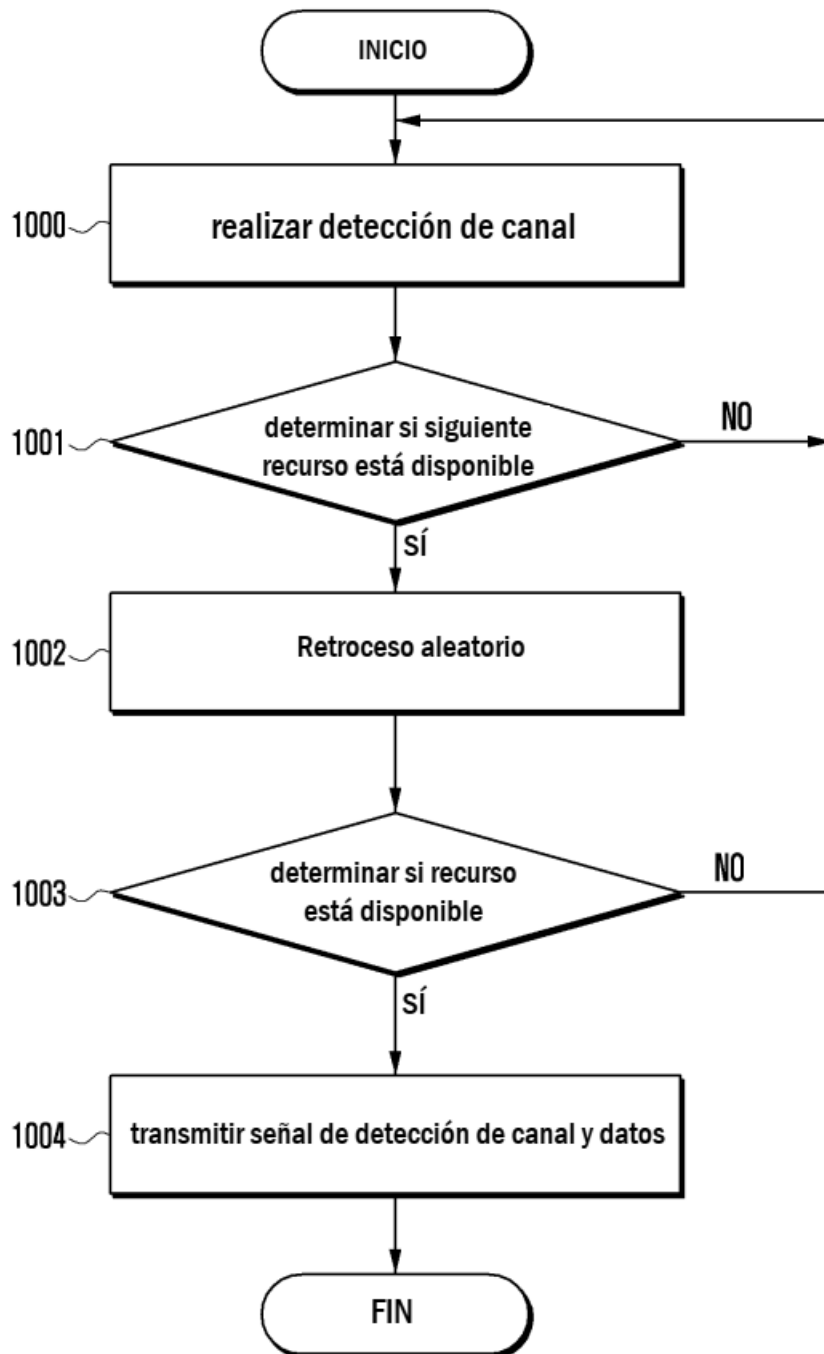 INICIO
1000
realizar detección de canal
1001
determinar si siguiente
recurso está disponible
NO
SÍ
1002
Retroceso aleatorio
1003
determinar si recurso
está disponible
NO
SÍ
1004
transmitir señal de detección de canal y datos
FIN